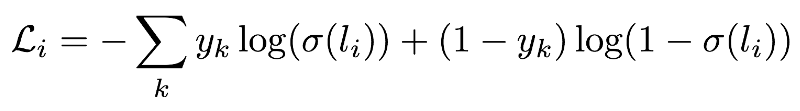 $\mathcal{L}_i = -\sum_k y_k \log(\sigma(l_i)) + (1 - y_k) \log(1 - \sigma(l_i))$